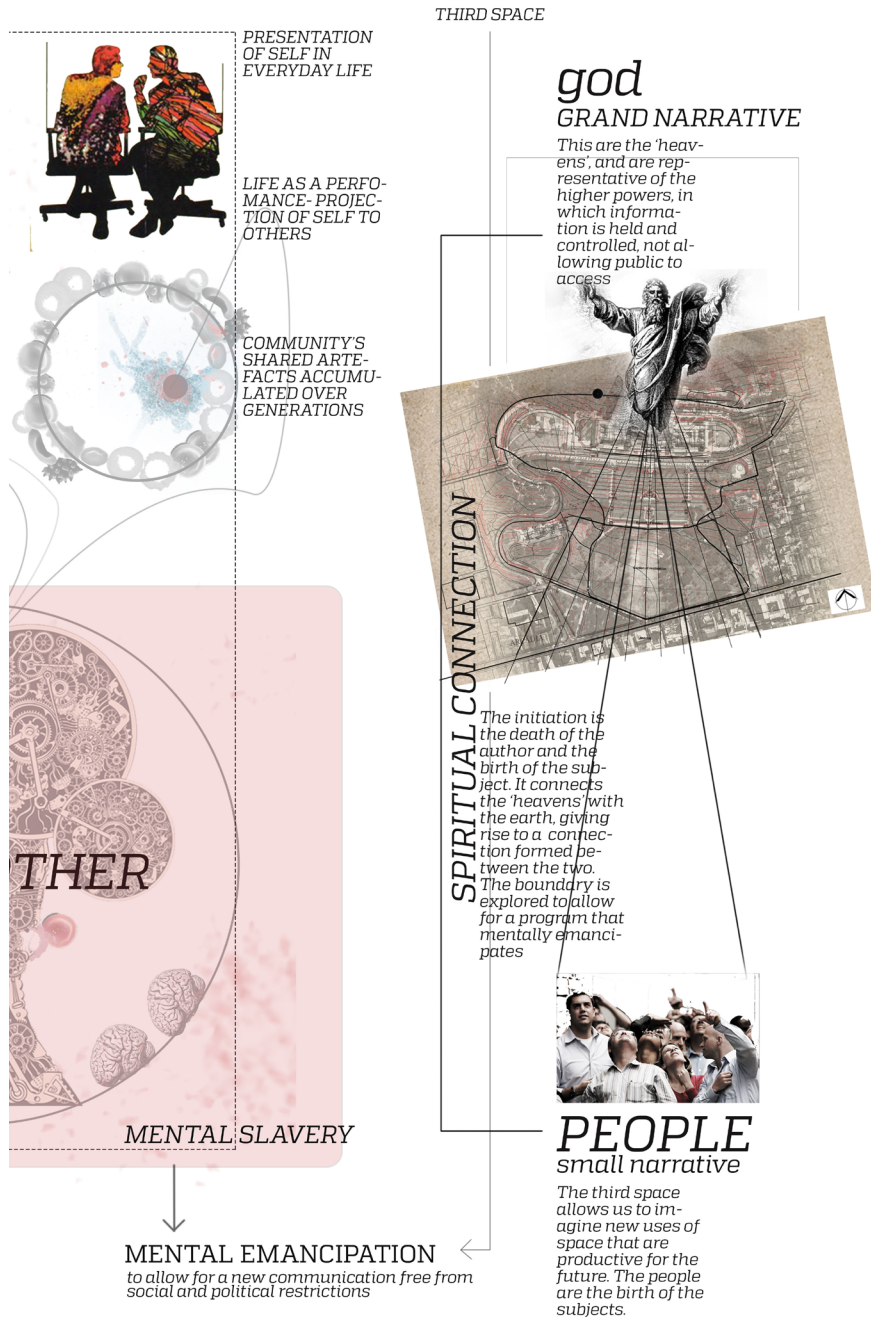 THIRD SPACE
PRESENTATION
OF SELF IN
EVERYDAY LIFE
LIFE AS A PERFO-
MANCE- PROJEC-
TION OF SELF TO
OTHERS
COMMUNITY'S
SHARED ARTE-
FACTS ACCUMU-
LATED OVER
GENERATIONS
god
GRAND NARRATIVE
This are the ‘heav-
ens’, and are rep-
resentative of the
higher powers, in
which informa-
tion is held and
controlled, not al-
lowing public to
access
SPIRITUAL CONNECTION
The initiation is
the death of the
author and the
birth of the sub-
ject. It connects
the ‘heavens’ with
the earth, giving
rise to a connec-
tion formed be-
tween the two.
The boundary is
explored to allow
for a program that
mentally emanci-
pates
OTHER
MENTAL SLAVERY
MENTAL EMANCIPATION
to allow for a new communication free from
social and political restrictions
PEOPLE
small narrative
The third space
allows us to im-
agine new uses of
space that are
productive for the
future. The people
are the birth of the
subjects.